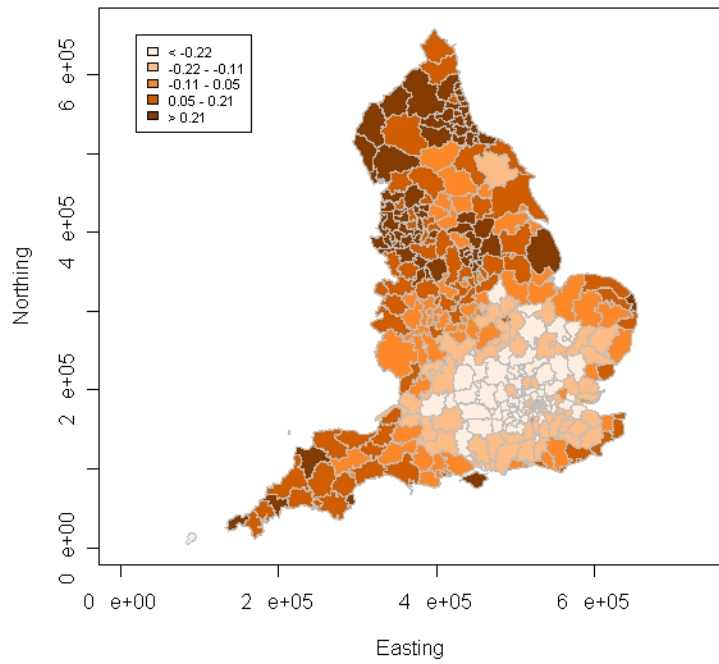 < -0.22
-0.22 - -0.11
-0.11 - 0.05
0.05 - 0.21
> 0.21
Northing
0 e+00
2 e+05
4 e+05
6 e+05
0 e+00
2 e+05
4 e+05
6 e+05
Easting